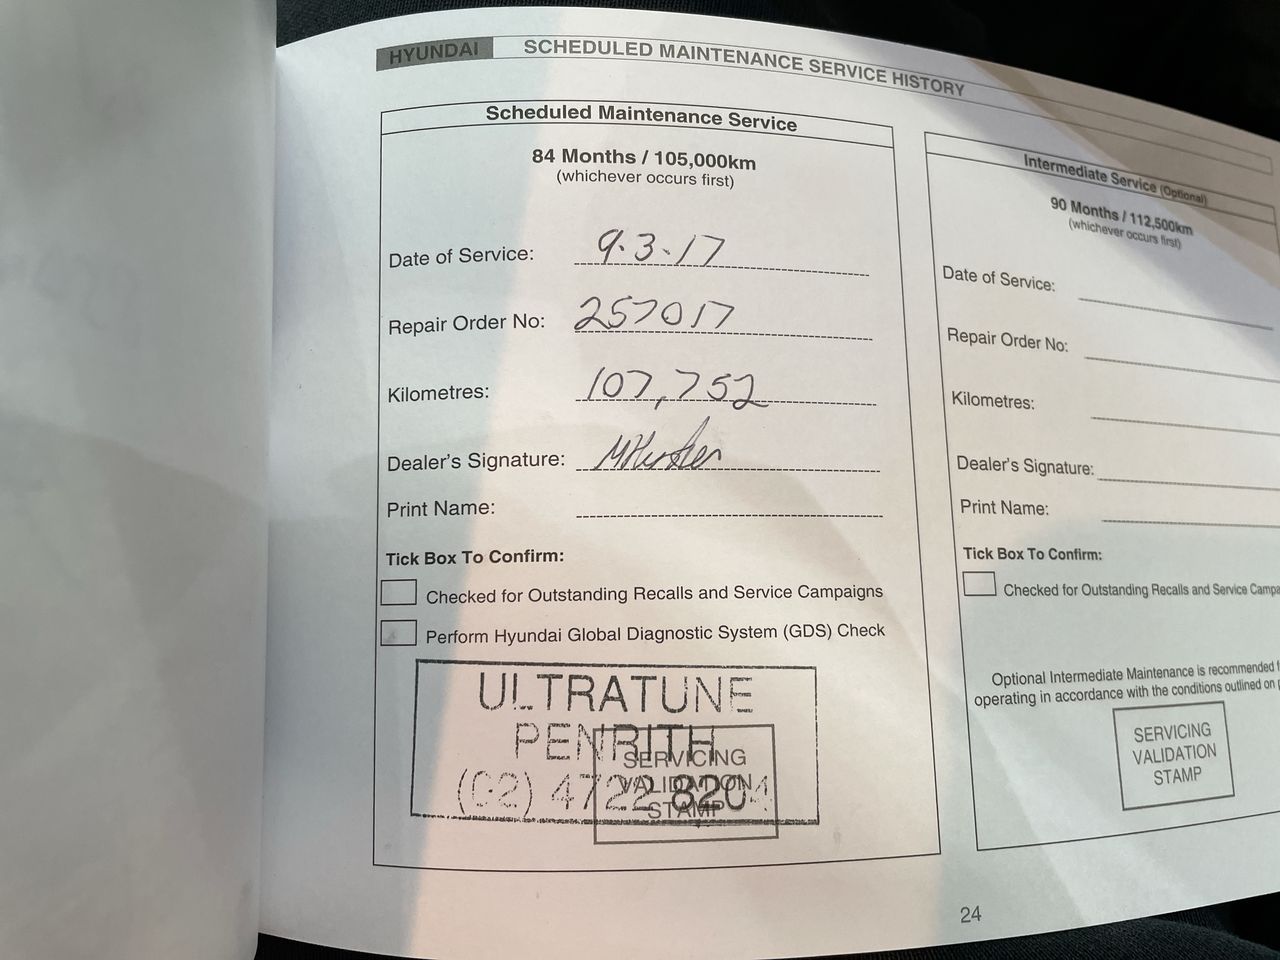 HYUNDAI SCHEDULED MAINTENANCE SERVICE HISTORY
Scheduled Maintenance Service
84 Months / 105,000km
(whichever occurs first)
Date of Service: 9.3.17
Repair Order No: 257017
Kilometres: 107,752
Dealer's Signature:
Print Name:
Tick Box To Confirm:
Checked for Outstanding Recalls and Service Campaigns
Perform Hyundai Global Diagnostic System (GDS) Check
ULTRATUNE
PENRITH
(02) 4722 8204
SERVICING
VALIDATION
STAMP
Intermediate Service (Optional)
90 Months / 112,500km
(whichever occurs first)
Date of Service:
Repair Order No:
Kilometres:
Dealer's Signature:
Print Name:
Tick Box To Confirm:
Checked for Outstanding Recalls and Service Campa
Optional Intermediate Maintenance is recommended f
operating in accordance with the conditions outlined on
SERVICING
VALIDATION
STAMP
24